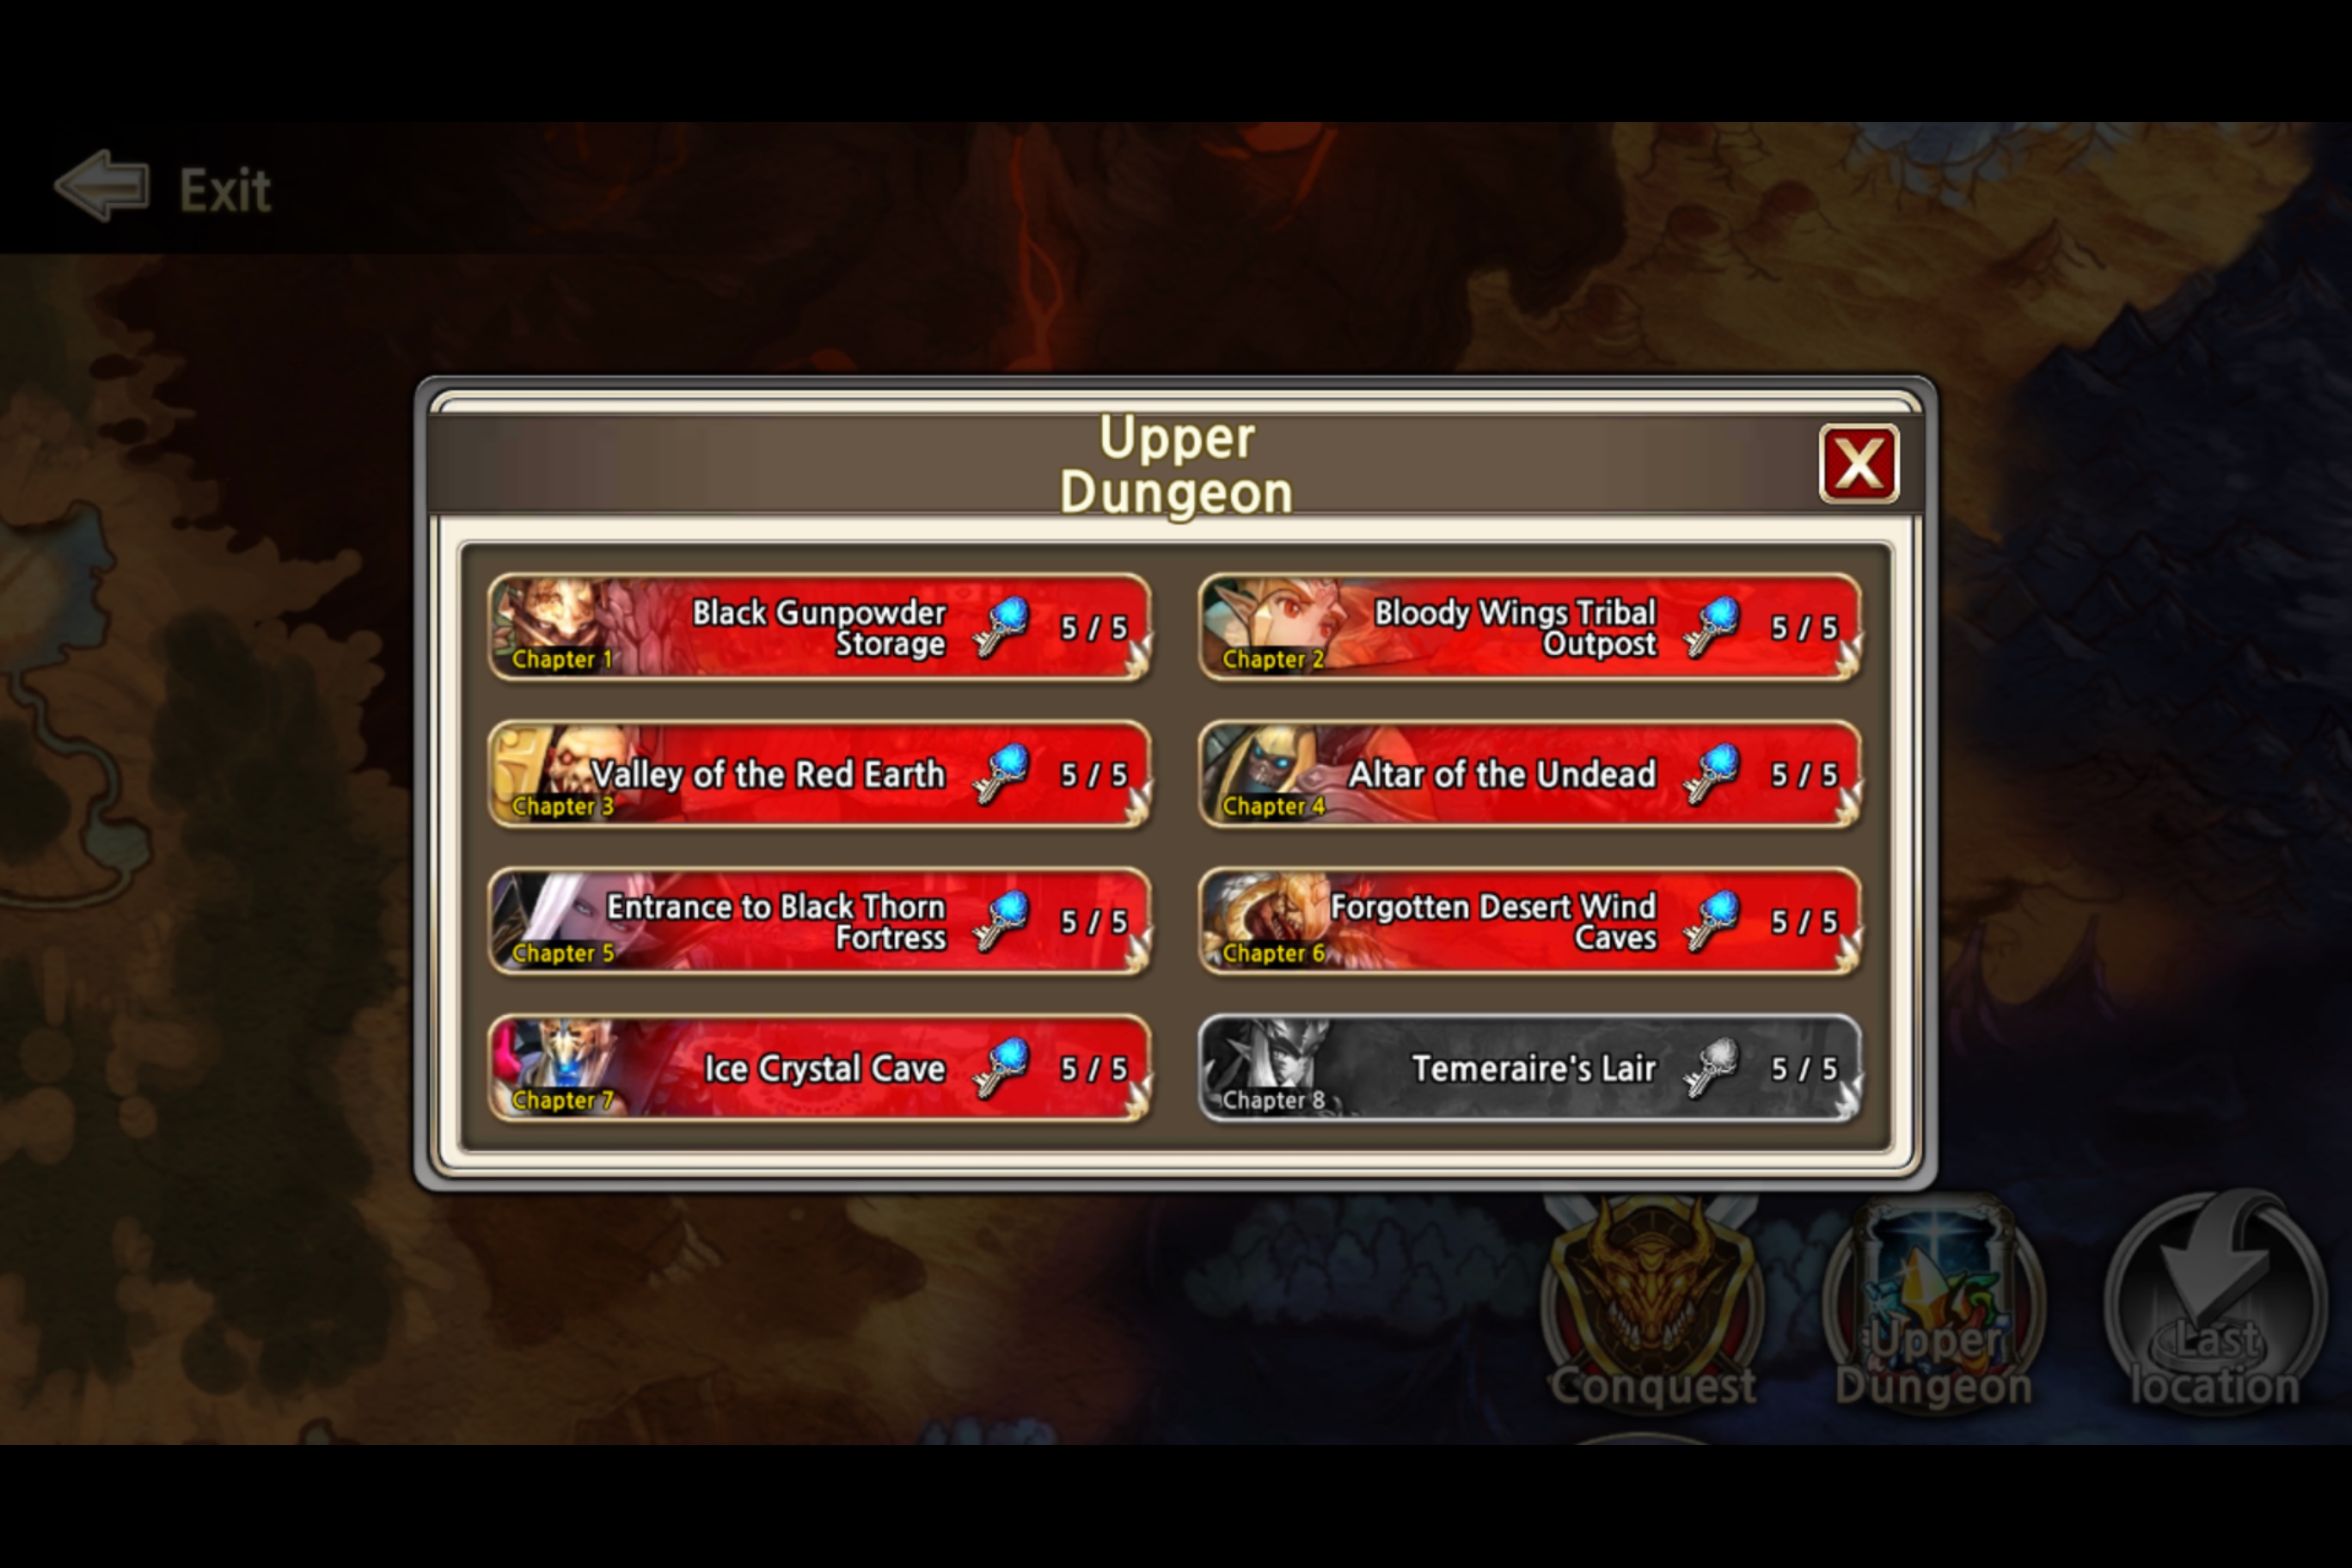 Exit
Upper
Dungeon
X
Black Gunpowder
Storage
5 / 5
Chapter 1
Bloody Wings Tribal
Outpost
5 / 5
Chapter 2
Valley of the Red Earth
5 / 5
Chapter 3
Altar of the Undead
5 / 5
Chapter 4
Entrance to Black Thorn
Fortress
5 / 5
Chapter 5
Forgotten Desert Wind
Caves
5 / 5
Chapter 6
Ice Crystal Cave
5 / 5
Chapter 7
Temeraire's Lair
5 / 5
Chapter 8
Conquest
Upper
Dungeon
Last
location